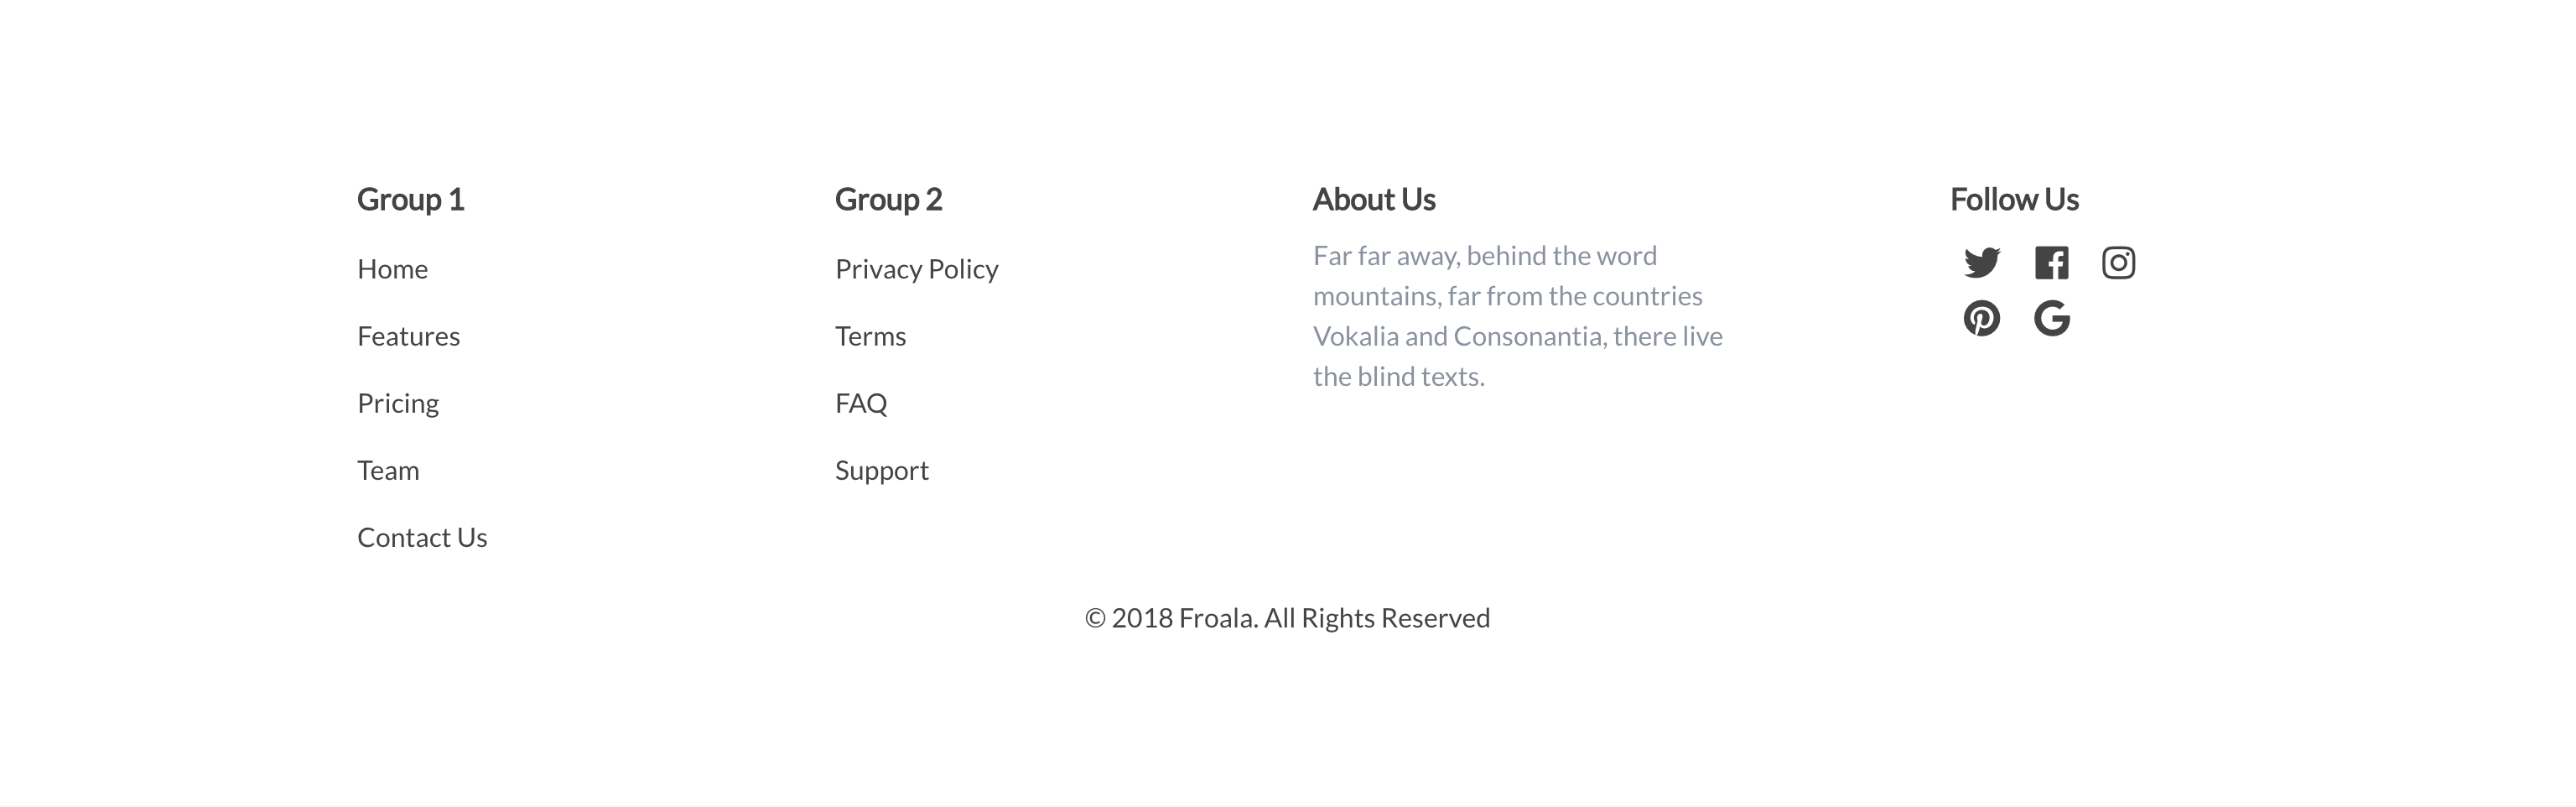 Group 1
Home
Features
Pricing
Team
Contact Us
Group 2
Privacy Policy
Terms
FAQ
Support
About Us
Far far away, behind the word
mountains, far from the countries
Vokalia and Consonantia, there live
the blind texts.
Follow Us
© 2018 Froala. All Rights Reserved